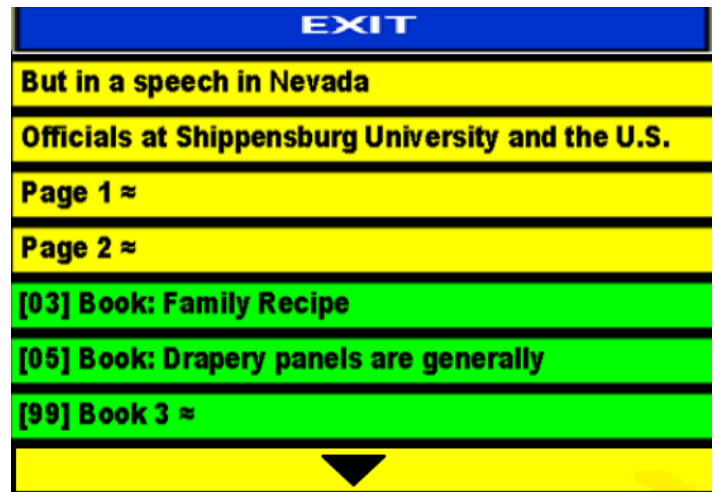 EXIT
But in a speech in Nevada
Officials at Shippensburg University and the U.S.
Page 1 ≈
Page 2 ≈
[03] Book: Family Recipe
[05] Book: Drapery panels are generally
[99] Book 3 ≈